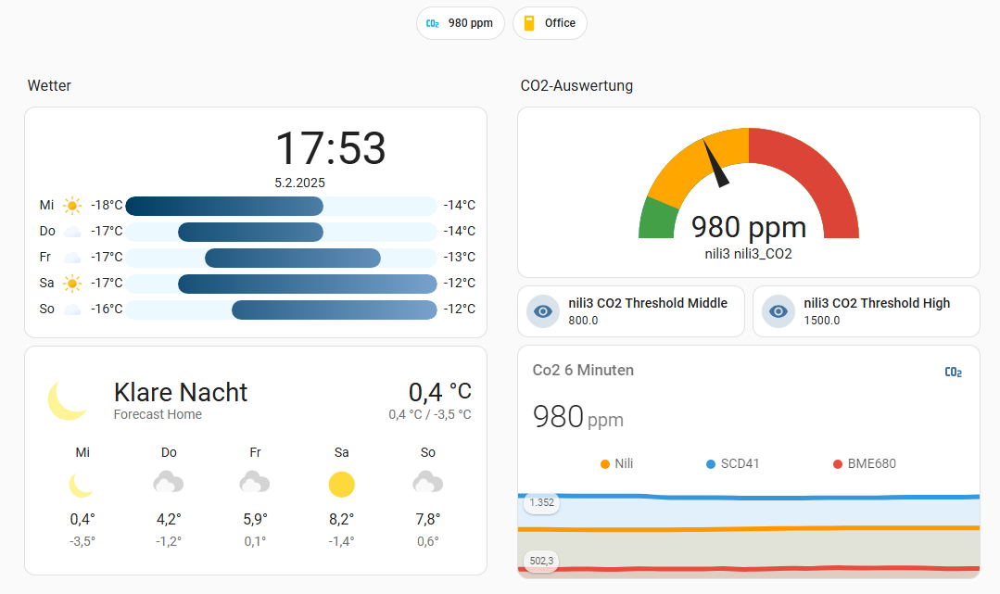 CO₂ 980 ppm
Office
Wetter
17:53
5.2.2025
Mi -18°C -14°C
Do -17°C -14°C
Fr -17°C -13°C
Sa -17°C -12°C
So -16°C -12°C
Klare Nacht 0,4 °C
Forecast Home 0,4 °C / -3,5 °C
Mi Do Fr Sa So
0,4° 4,2° 5,9° 8,2° 7,8°
-3,5° -1,2° 0,1° -1,4° 0,6°
CO2-Auswertung
980 ppm
nili3 nili3_CO2
nili3 CO2 Threshold Middle
800.0
nili3 CO2 Threshold High
1500.0
Co2 6 Minuten CO₂
980 ppm
Nili SCD41 BME680
1.352
502,3